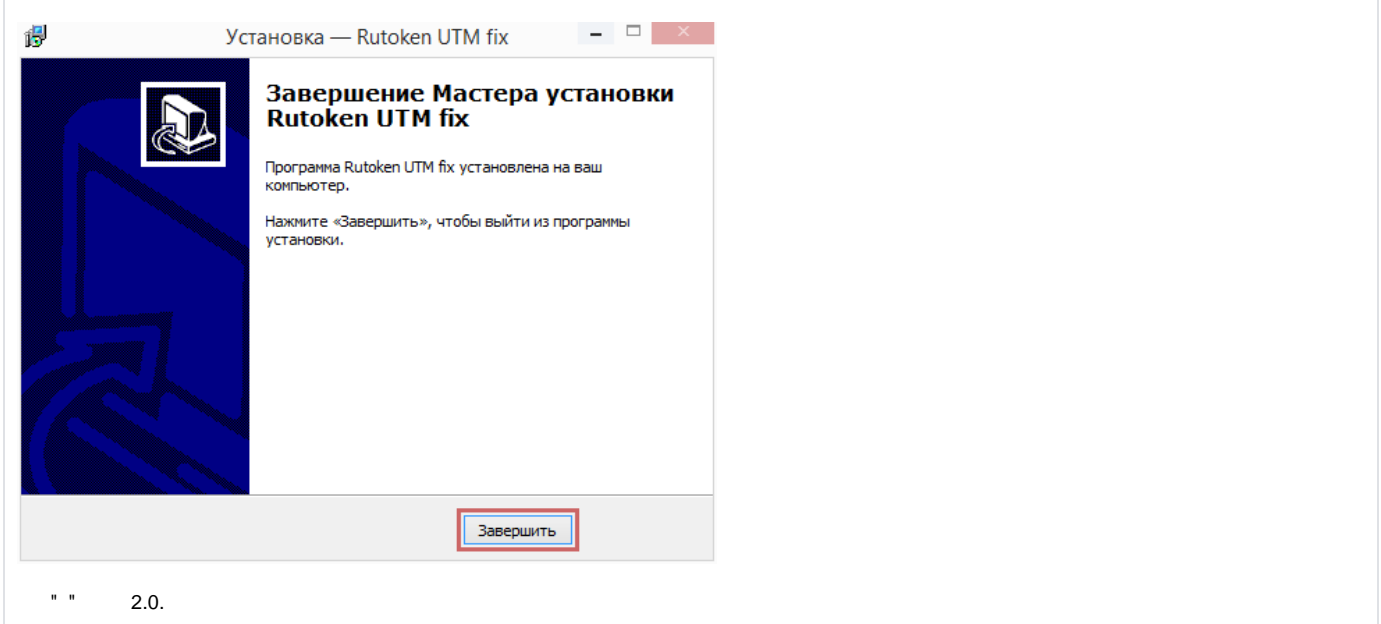 Установка — Rutoken UTM fix
Завершение Мастера установки
Rutoken UTM fix
Программа Rutoken UTM fix установлена на ваш
компьютер.
Нажмите «Завершить», чтобы выйти из программы
установки.
Завершить
" " 2.0.